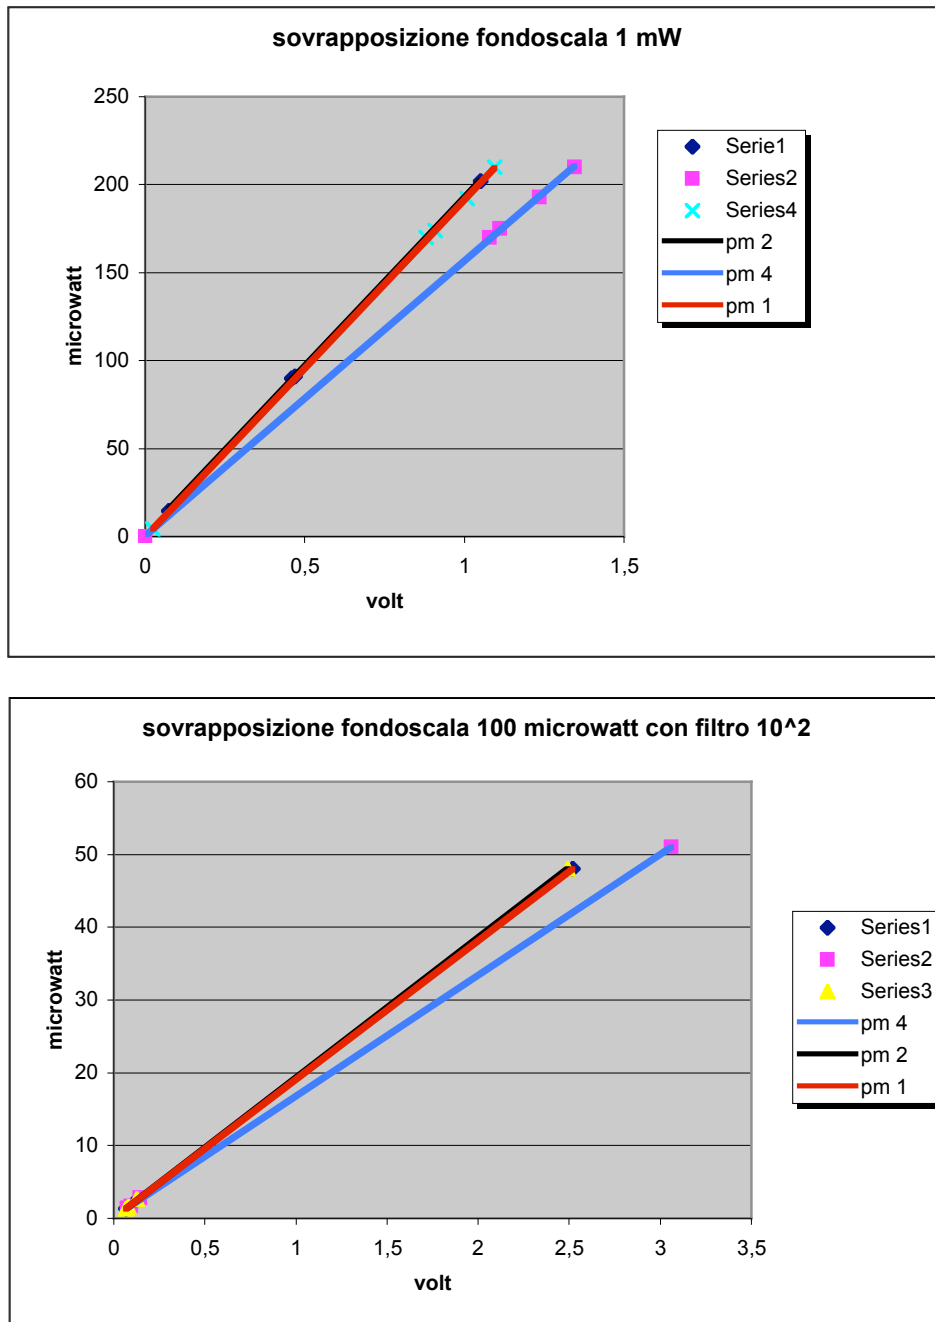 sovrapposizione fondoscala 1 mW
250
200
150
100
50
0
0
0,5
1
1,5
microwatt
volt
Serie1
Series2
Series4
pm 2
pm 4
pm 1
sovrapposizione fondoscala 100 microwatt con filtro 10^2
60
50
40
30
20
10
0
0
0,5
1
1,5
2
2,5
3
3,5
microwatt
volt
Series1
Series2
Series3
pm 4
pm 2
pm 1